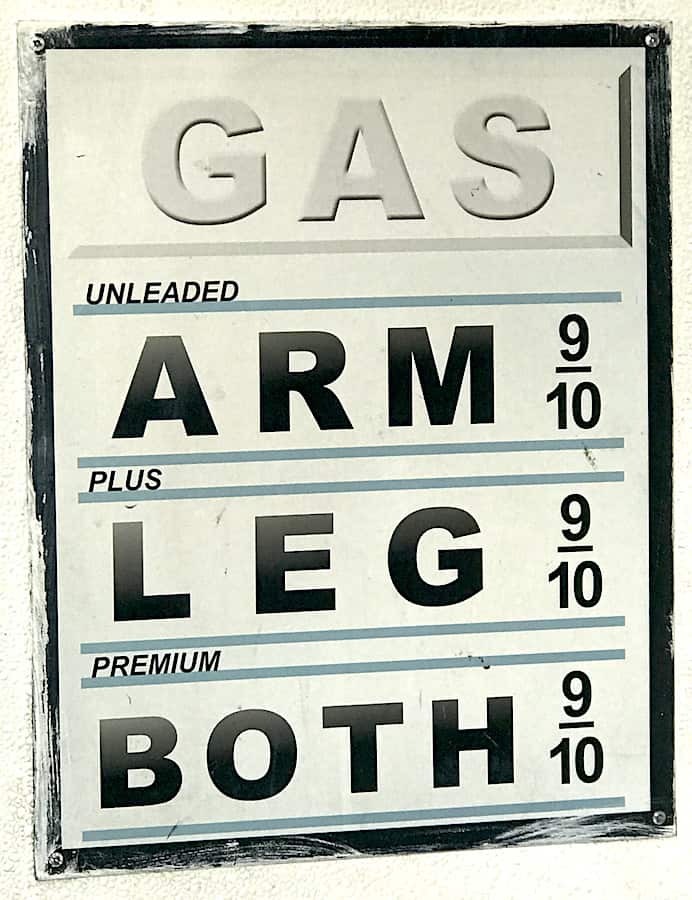 GAS
UNLEADED
ARM 9/10
PLUS
LEG 9/10
PREMIUM
BOTH 9/10